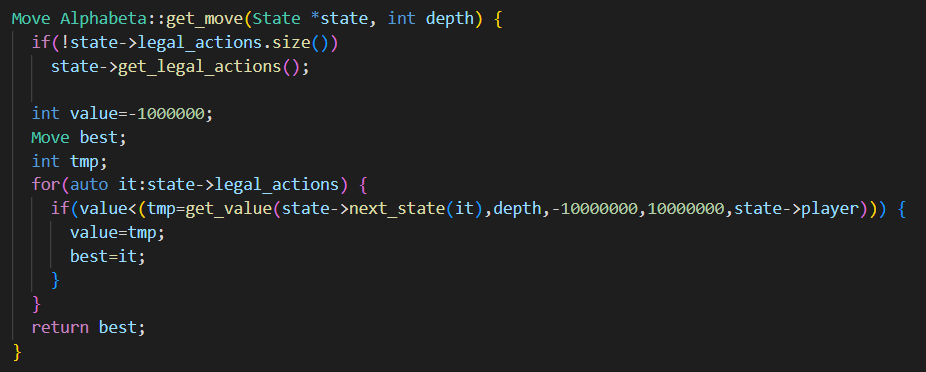 Move Alphabeta::get_move(State *state, int depth) {
  if(!state->legal_actions.size())
    state->get_legal_actions();

  int value=-1000000;
  Move best;
  int tmp;
  for(auto it:state->legal_actions) {
    if(value<(tmp=get_value(state->next_state(it),depth,-10000000,10000000,state->player))) {
      value=tmp;
      best=it;
    }
  }
  return best;
}